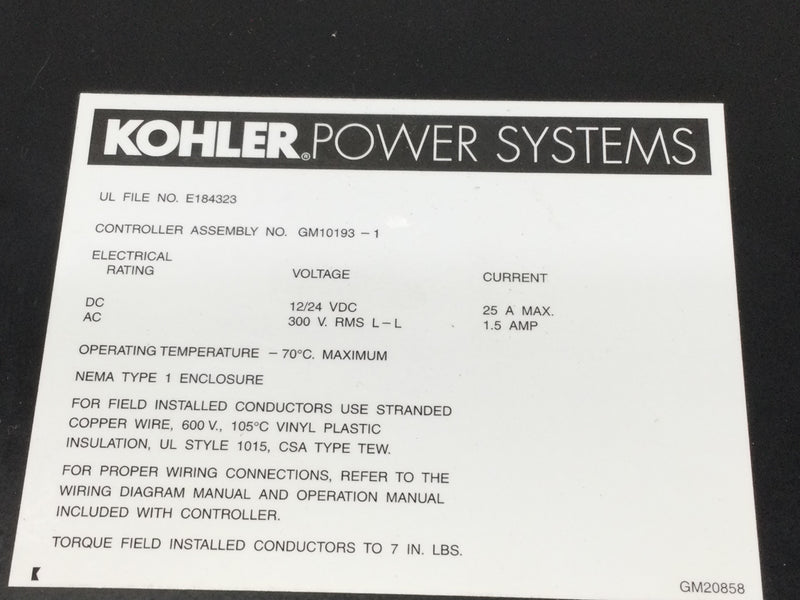 KOHLER® POWER SYSTEMS
UL FILE NO. E184323
CONTROLLER ASSEMBLY NO. GM10193-1
ELECTRICAL RATING VOLTAGE CURRENT
DC 12/24 VDC 25 A MAX.
AC 300 V. RMS L-L 1.5 AMP
OPERATING TEMPERATURE - 70°C. MAXIMUM
NEMA TYPE 1 ENCLOSURE
FOR FIELD INSTALLED CONDUCTORS USE STRANDED
COPPER WIRE, 600 V., 105°C VINYL PLASTIC
INSULATION, UL STYLE 1015, CSA TYPE TEW.
FOR PROPER WIRING CONNECTIONS, REFER TO THE
WIRING DIAGRAM MANUAL AND OPERATION MANUAL
INCLUDED WITH CONTROLLER.
TORQUE FIELD INSTALLED CONDUCTORS TO 7 IN. LBS.
K
GM20858